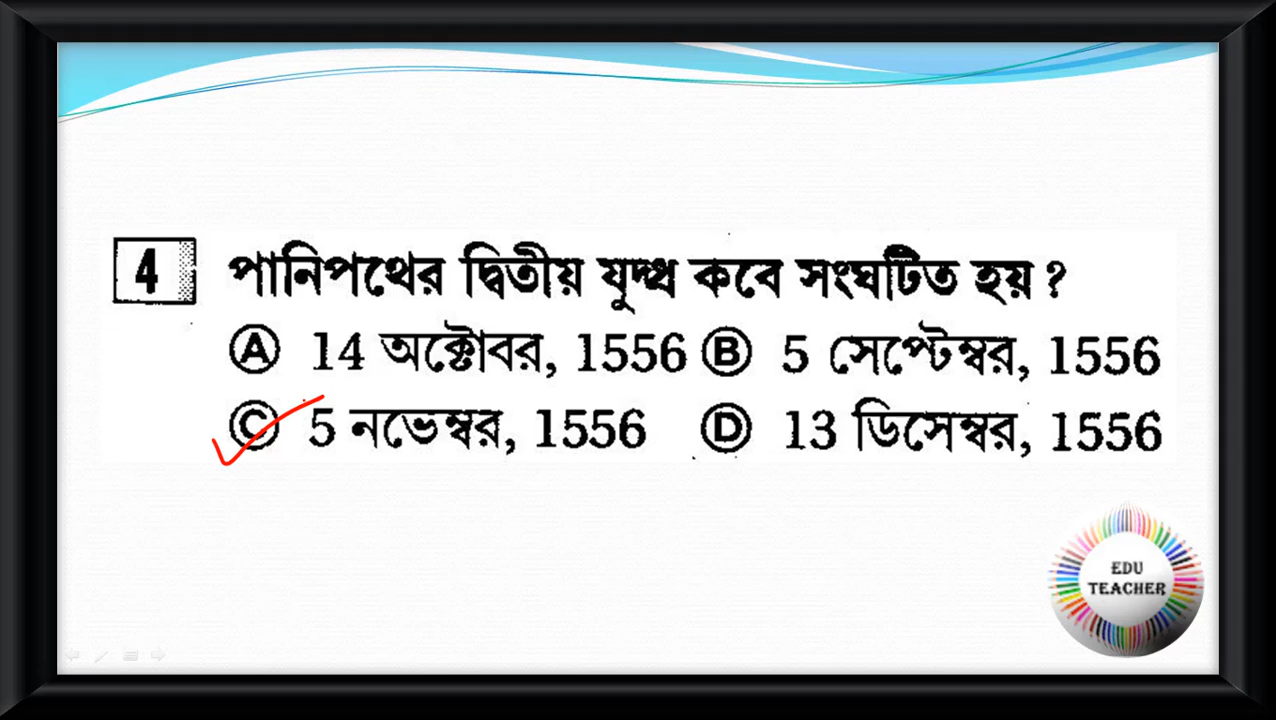 4 পানিপথের দ্বিতীয় যুদ্ধ কবে সংঘটিত হয় ?
Ⓐ 14 অক্টোবর, 1556 Ⓑ 5 সেপ্টেম্বর, 1556
Ⓒ 5 নভেম্বর, 1556 Ⓓ 13 ডিসেম্বর, 1556
EDU
TEACHER